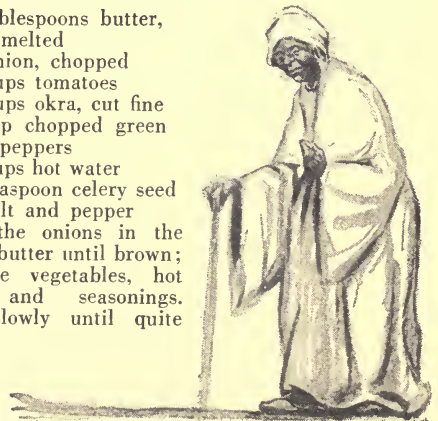 blespoons butter,
melted
nion, chopped
ups tomatoes
ups okra, cut fine
p chopped green
peppers
ups hot water
aspoon celery seed
lt and pepper
the onions in the
butter until brown;
e vegetables, hot
and seasonings.
lowly until quite